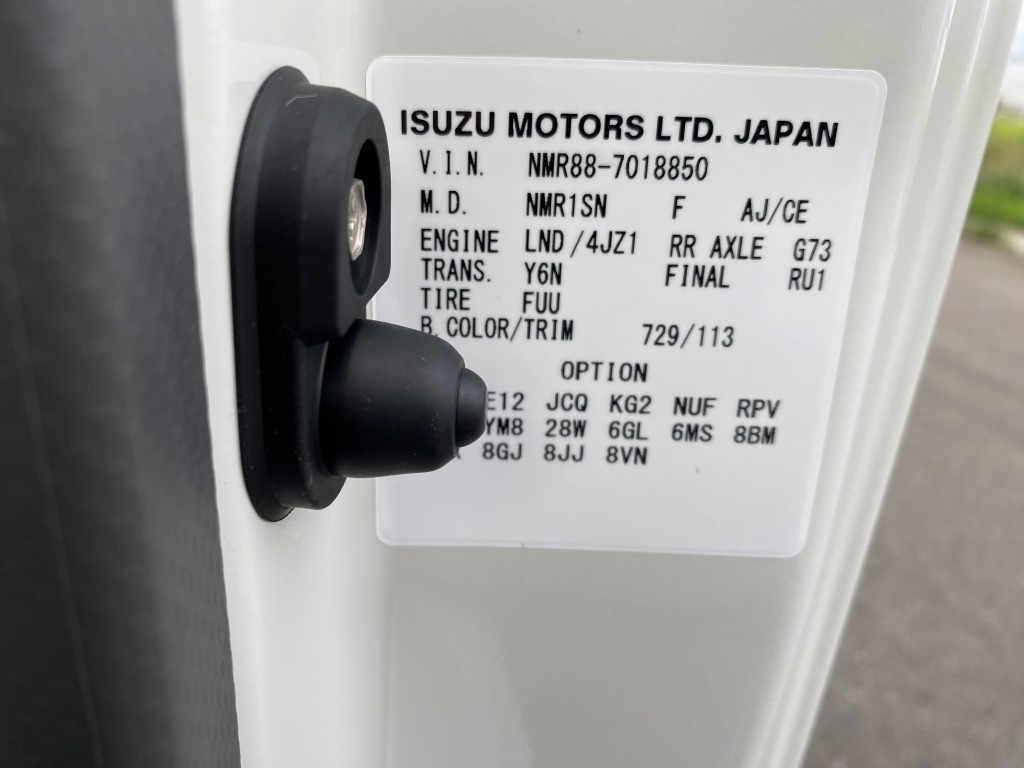 ISUZU MOTORS LTD. JAPAN
V.I.N. NMR88-7018850
M.D. NMR1SN F AJ/CE
ENGINE LND/4JZ1 RR AXLE G73
TRANS. Y6N FINAL RU1
TIRE FUU
B.COLOR/TRIM 729/113
OPTION
E12 JCQ KG2 NUF RPV
YM8 28W 6GL 6MS 8BM
8GJ 8JJ 8VN